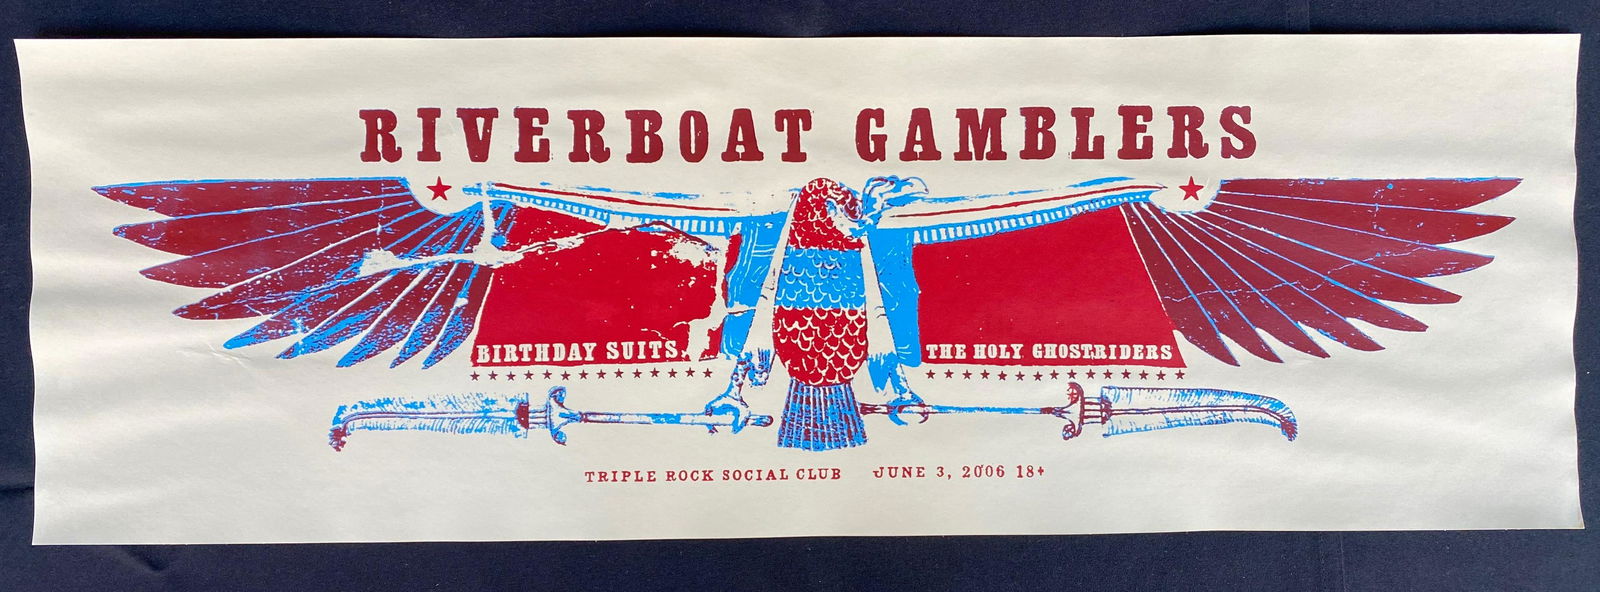 RIVERBOAT GAMBLERS
BIRTHDAY SUITS
THE HOLY GHOSTRIDERS
TRIPLE ROCK SOCIAL CLUB JUNE 3, 2006 18+